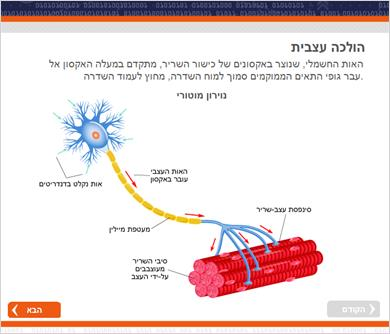 הולכה עצבית
האות החשמלי, שנוצר באקסונים של כישור השריר, מתקדם במעלה האקסון אל
.עבר גופי התאים הממוקמים סמוך למוח השדרה, מחוץ לעמוד השדרה
נוירון מוטורי
האות העצבי
עובר באקסון
אות נקלט בדנדריטים
סינפסת עצב-שריר
מעטפת מיילין
סיבי השריר
מעוצבבים
על-ידי העצב
הקודם
הבא